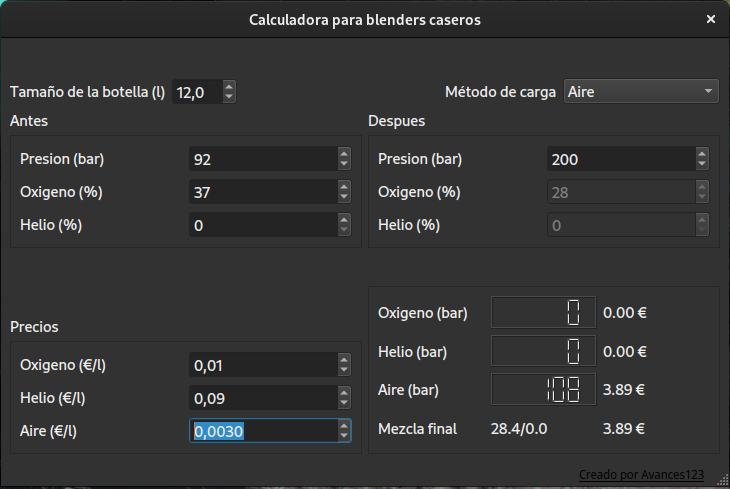 Calculadora para blenders caseros
Tamaño de la botella (l) 12,0 Método de carga Aire
Antes Despues
Presion (bar) 92 Presion (bar) 200
Oxigeno (%) 37 Oxigeno (%) 28
Helio (%) 0 Helio (%) 0
Precios
Oxigeno (€/l) 0,01
Helio (€/l) 0,09
Aire (€/l) 0,0030
Oxigeno (bar) 0 0.00 €
Helio (bar) 0 0.00 €
Aire (bar) 108 3.89 €
Mezcla final 28.4/0.0 3.89 €
Creado por Avances123